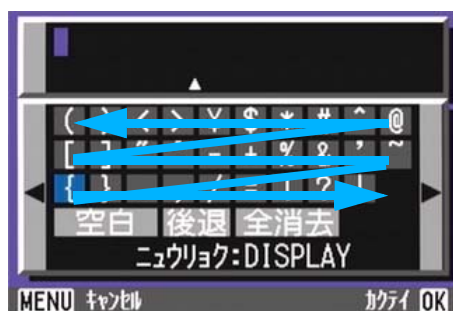 ( ) < > ¥ $ * # ^ @
[ ] % & ' ~
{ } / = ! ?
空白 後退 全消去
ニュウリョク:DISPLAY
MENU キャンセル カクテイ OK